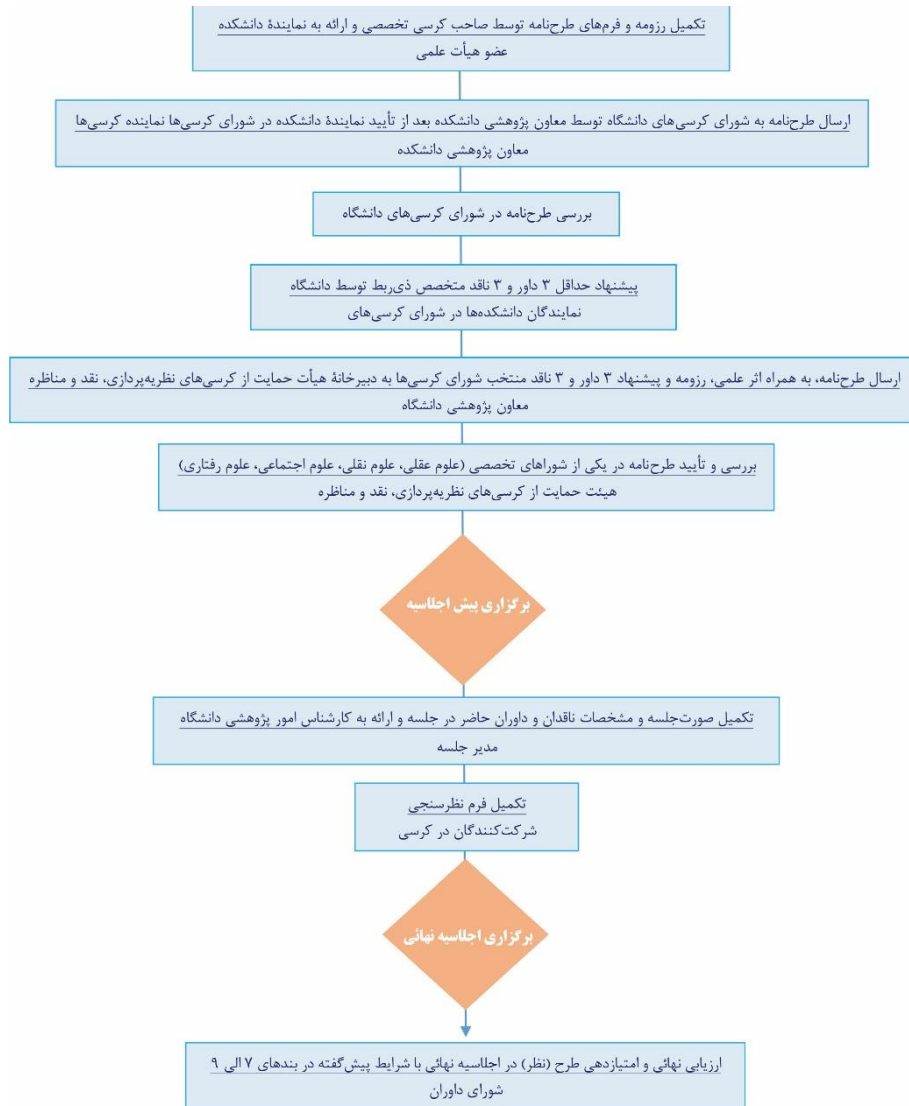 تکمیل رزومه و فرم‌های طرح‌نامه توسط صاحب کرسی تخصصی و ارائه به نمایندهٔ دانشکده
عضو هیأت علمی
ارسال طرح‌نامه به شورای کرسی‌های دانشگاه توسط معاون پژوهشی دانشکده بعد از تأیید نمایندهٔ دانشکده در شورای کرسی‌ها نماینده کرسی‌ها
معاون پژوهشی دانشکده
بررسی طرح‌نامه در شورای کرسی‌های دانشگاه
پیشنهاد حداقل ۳ داور و ۳ ناقد متخصص ذی‌ربط توسط دانشگاه
نمایندگان دانشکده‌ها در شورای کرسی‌های
ارسال طرح‌نامه، به همراه اثر علمی، رزومه و پیشنهاد ۳ داور و ۳ ناقد منتخب شورای کرسی‌ها به دبیرخانهٔ هیأت حمایت از کرسی‌های نظریه‌پردازی، نقد و مناظره
معاون پژوهشی دانشگاه
بررسی و تأیید طرح‌نامه در یکی از شوراهای تخصصی (علوم عقلی، علوم نقلی، علوم اجتماعی، علوم رفتاری)
هیئت حمایت از کرسی‌های نظریه‌پردازی، نقد و مناظره
برگزاری پیش اجلاسیه
تکمیل صورت‌جلسه و مشخصات ناقدان و داوران حاضر در جلسه و ارائه به کارشناس امور پژوهشی دانشگاه
مدیر جلسه
تکمیل فرم نظرسنجی
شرکت‌کنندگان در کرسی
برگزاری اجلاسیه نهائی
ارزیابی نهائی و امتیازدهی طرح (نظر) در اجلاسیه نهائی با شرایط پیش‌گفته در بندهای ۷ الی ۹
شورای داوران